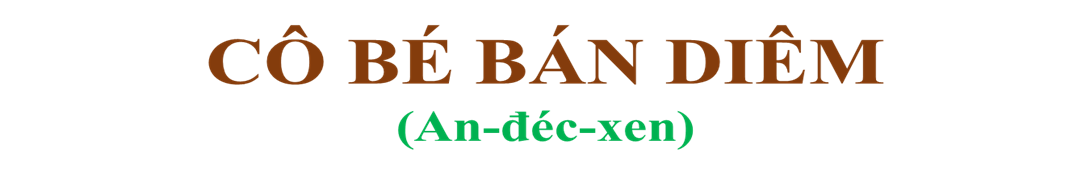 CÔ BÉ BÁN DIÊM
(An-đéc-xen)